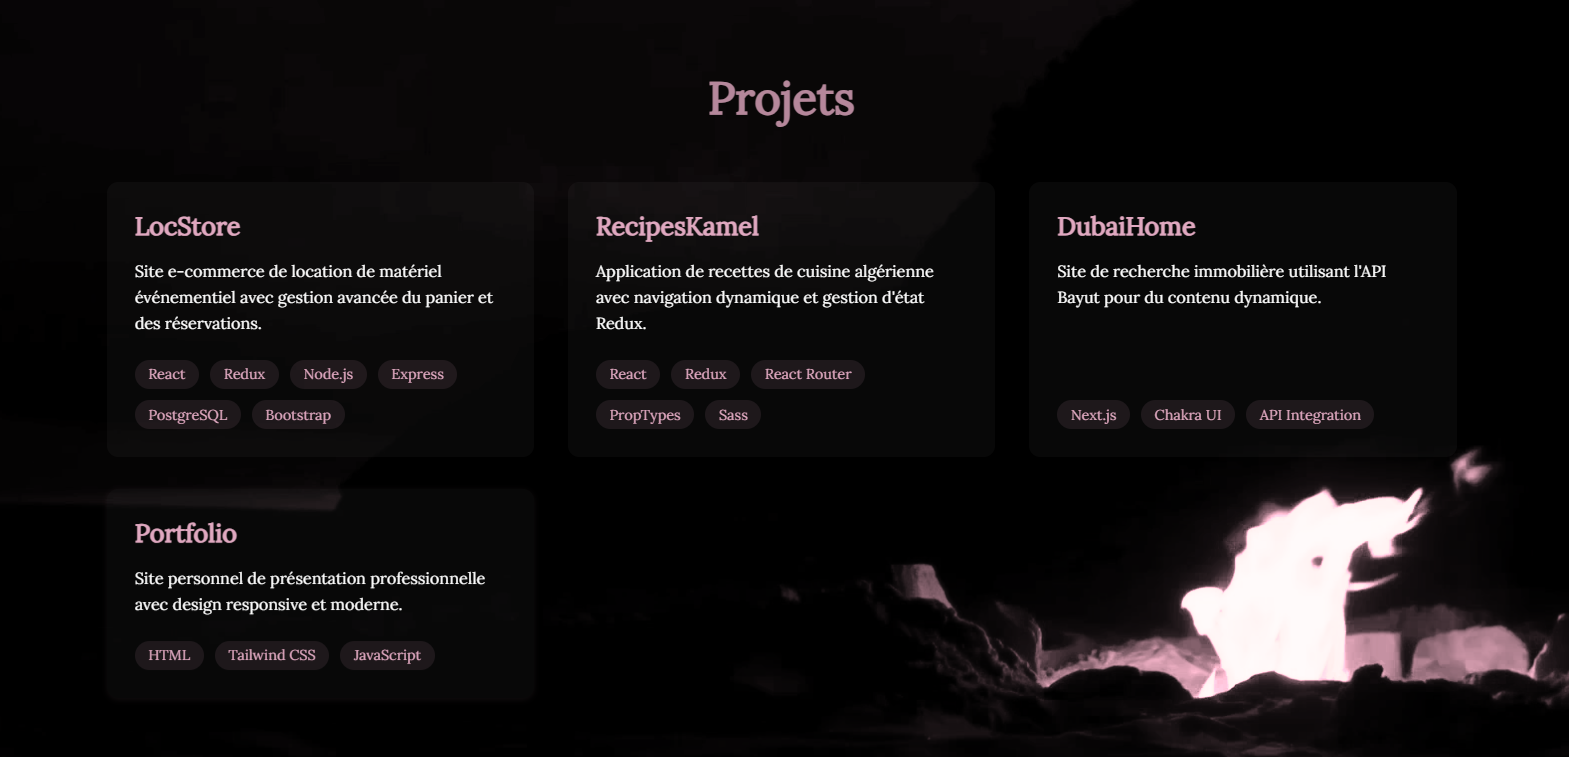 Projets
LocStore
Site e-commerce de location de matériel
événementiel avec gestion avancée du panier et
des réservations.
React Redux Node.js Express
PostgreSQL Bootstrap
RecipesKamel
Application de recettes de cuisine algérienne
avec navigation dynamique et gestion d'état
Redux.
React Redux React Router
PropTypes Sass
DubaiHome
Site de recherche immobilière utilisant l'API
Bayut pour du contenu dynamique.
Next.js Chakra UI API Integration
Portfolio
Site personnel de présentation professionnelle
avec design responsive et moderne.
HTML Tailwind CSS JavaScript